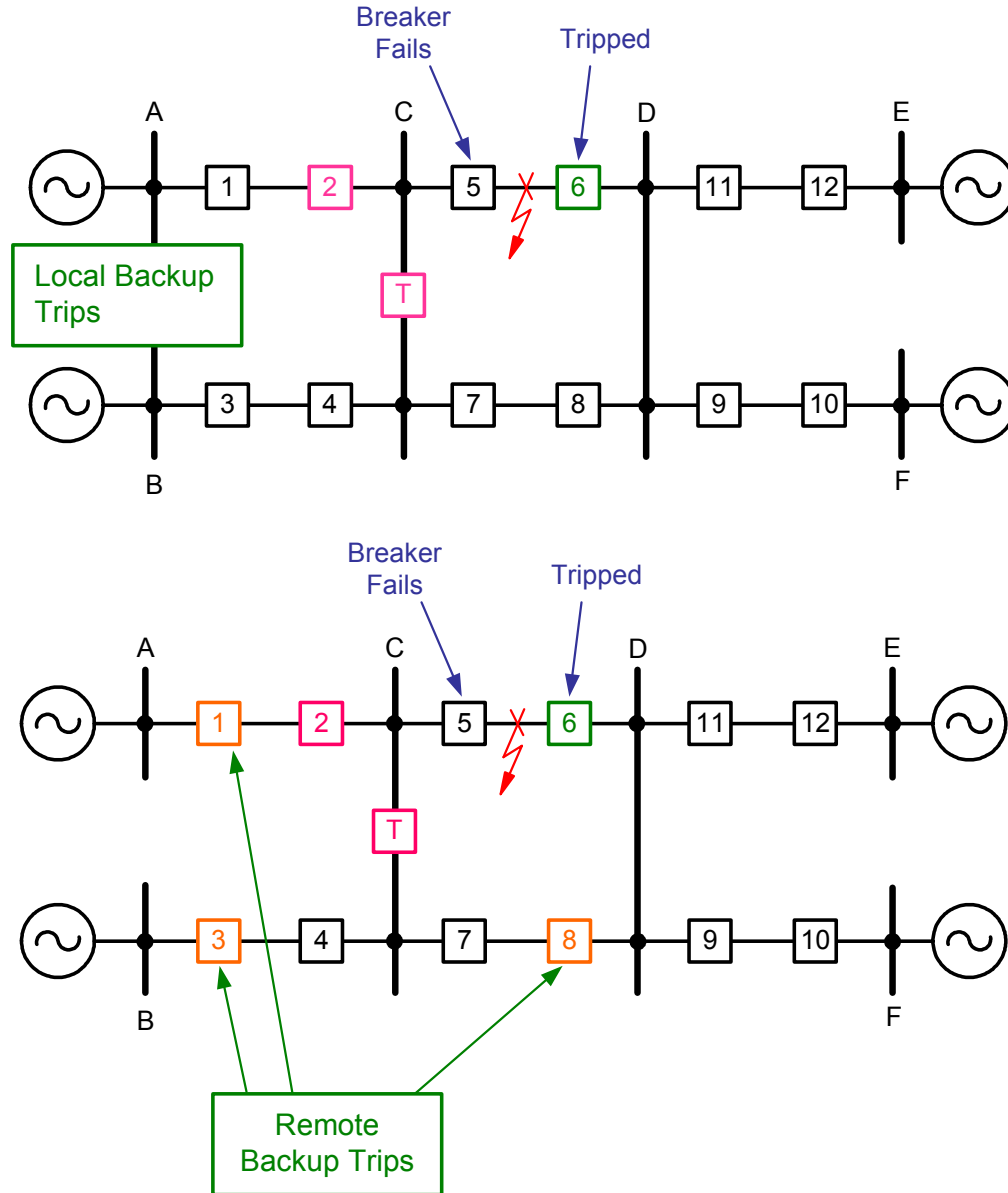 Breaker
Fails
Tripped
A
C
D
E
1
2
5
6
11
12
Local Backup
Trips
T
3
4
7
8
9
10
B
F
Breaker
Fails
Tripped
A
C
D
E
1
2
5
6
11
12
T
3
4
7
8
9
10
B
F
Remote
Backup Trips